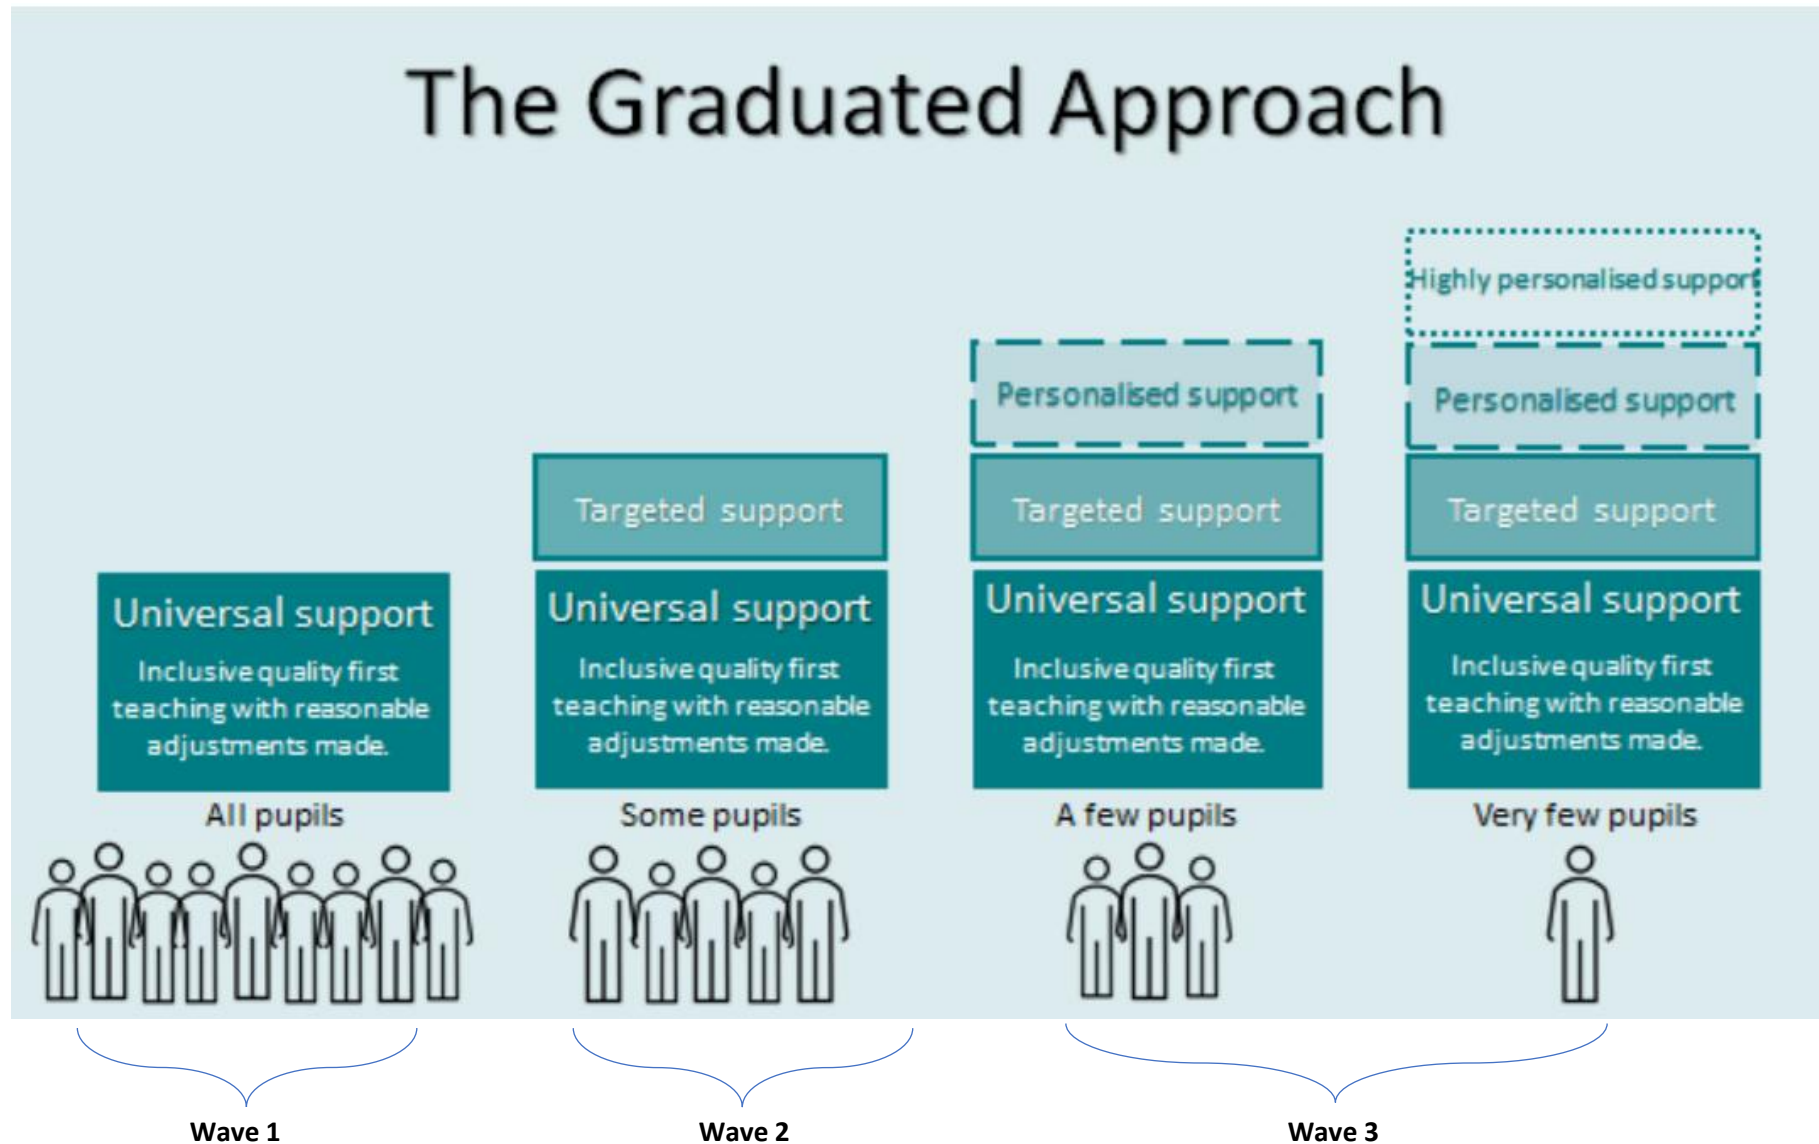 The Graduated Approach
Universal support
Inclusive quality first
teaching with reasonable
adjustments made.
All pupils
Targeted support
Universal support
Inclusive quality first
teaching with reasonable
adjustments made.
Some pupils
Personalised support
Targeted support
Universal support
Inclusive quality first
teaching with reasonable
adjustments made.
A few pupils
Highly personalised support
Personalised support
Targeted support
Universal support
Inclusive quality first
teaching with reasonable
adjustments made.
Very few pupils
Wave 1
Wave 2
Wave 3